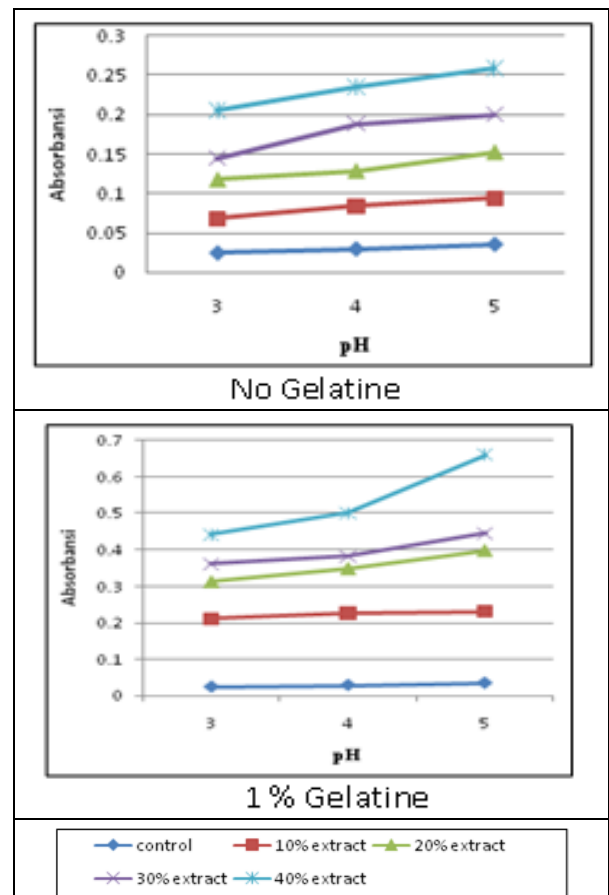 0.3
0.25
0.2
0.15
0.1
0.05
0
Absorbansi
3 4 5
pH
No Gelatine
0.7
0.6
0.5
0.4
0.3
0.2
0.1
0
Absorbansi
3 4 5
pH
1 % Gelatine
control 10% extract 20% extract
30% extract 40% extract